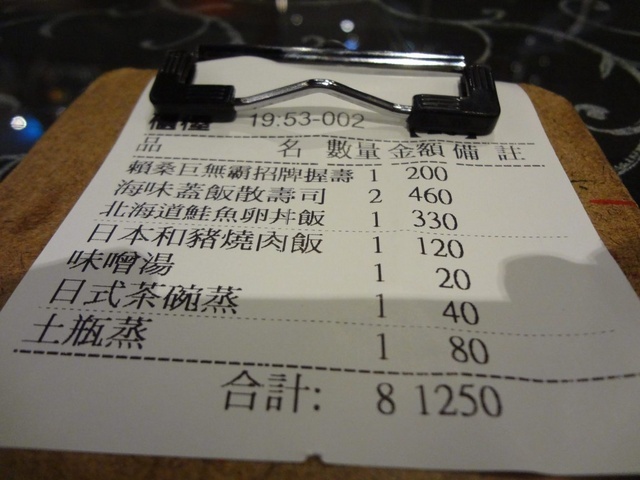 19:53-002
品 名 數量 金額 備 註
賴桑巨無霸招牌握壽 1 200
海味蓋飯散壽司 2 460
北海道鮭魚卵丼飯 1 330
日本和豬燒肉飯 1 120
味噌湯 1 20
日式茶碗蒸 1 40
土瓶蒸 1 80
合計: 8 1250